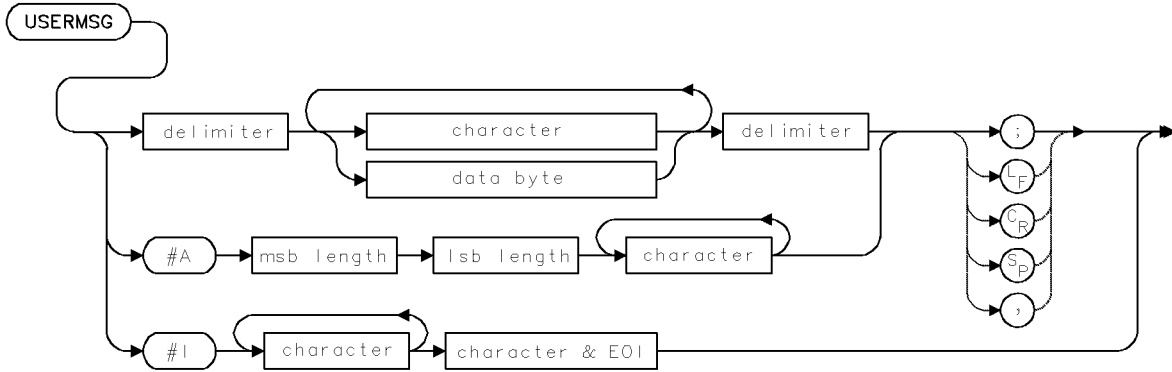 USERMSG
delimiter character delimiter ;
data byte LF
CR
#A msb length lsb length character SP
,
#I character character & EOI